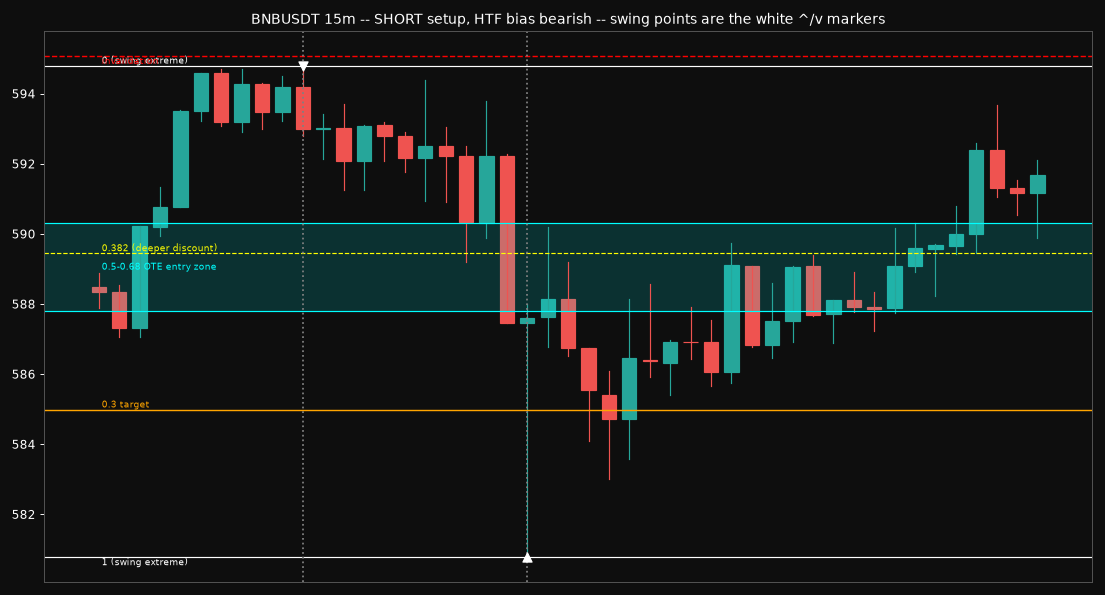 BNBUSDT 15m -- SHORT setup, HTF bias bearish -- swing points are the white ^/v markers
0 (swing extreme)
594
592
590
0.382 (deeper discount)
0.5-0.68 OTE entry zone
588
586
0.3 target
584
582
1 (swing extreme)